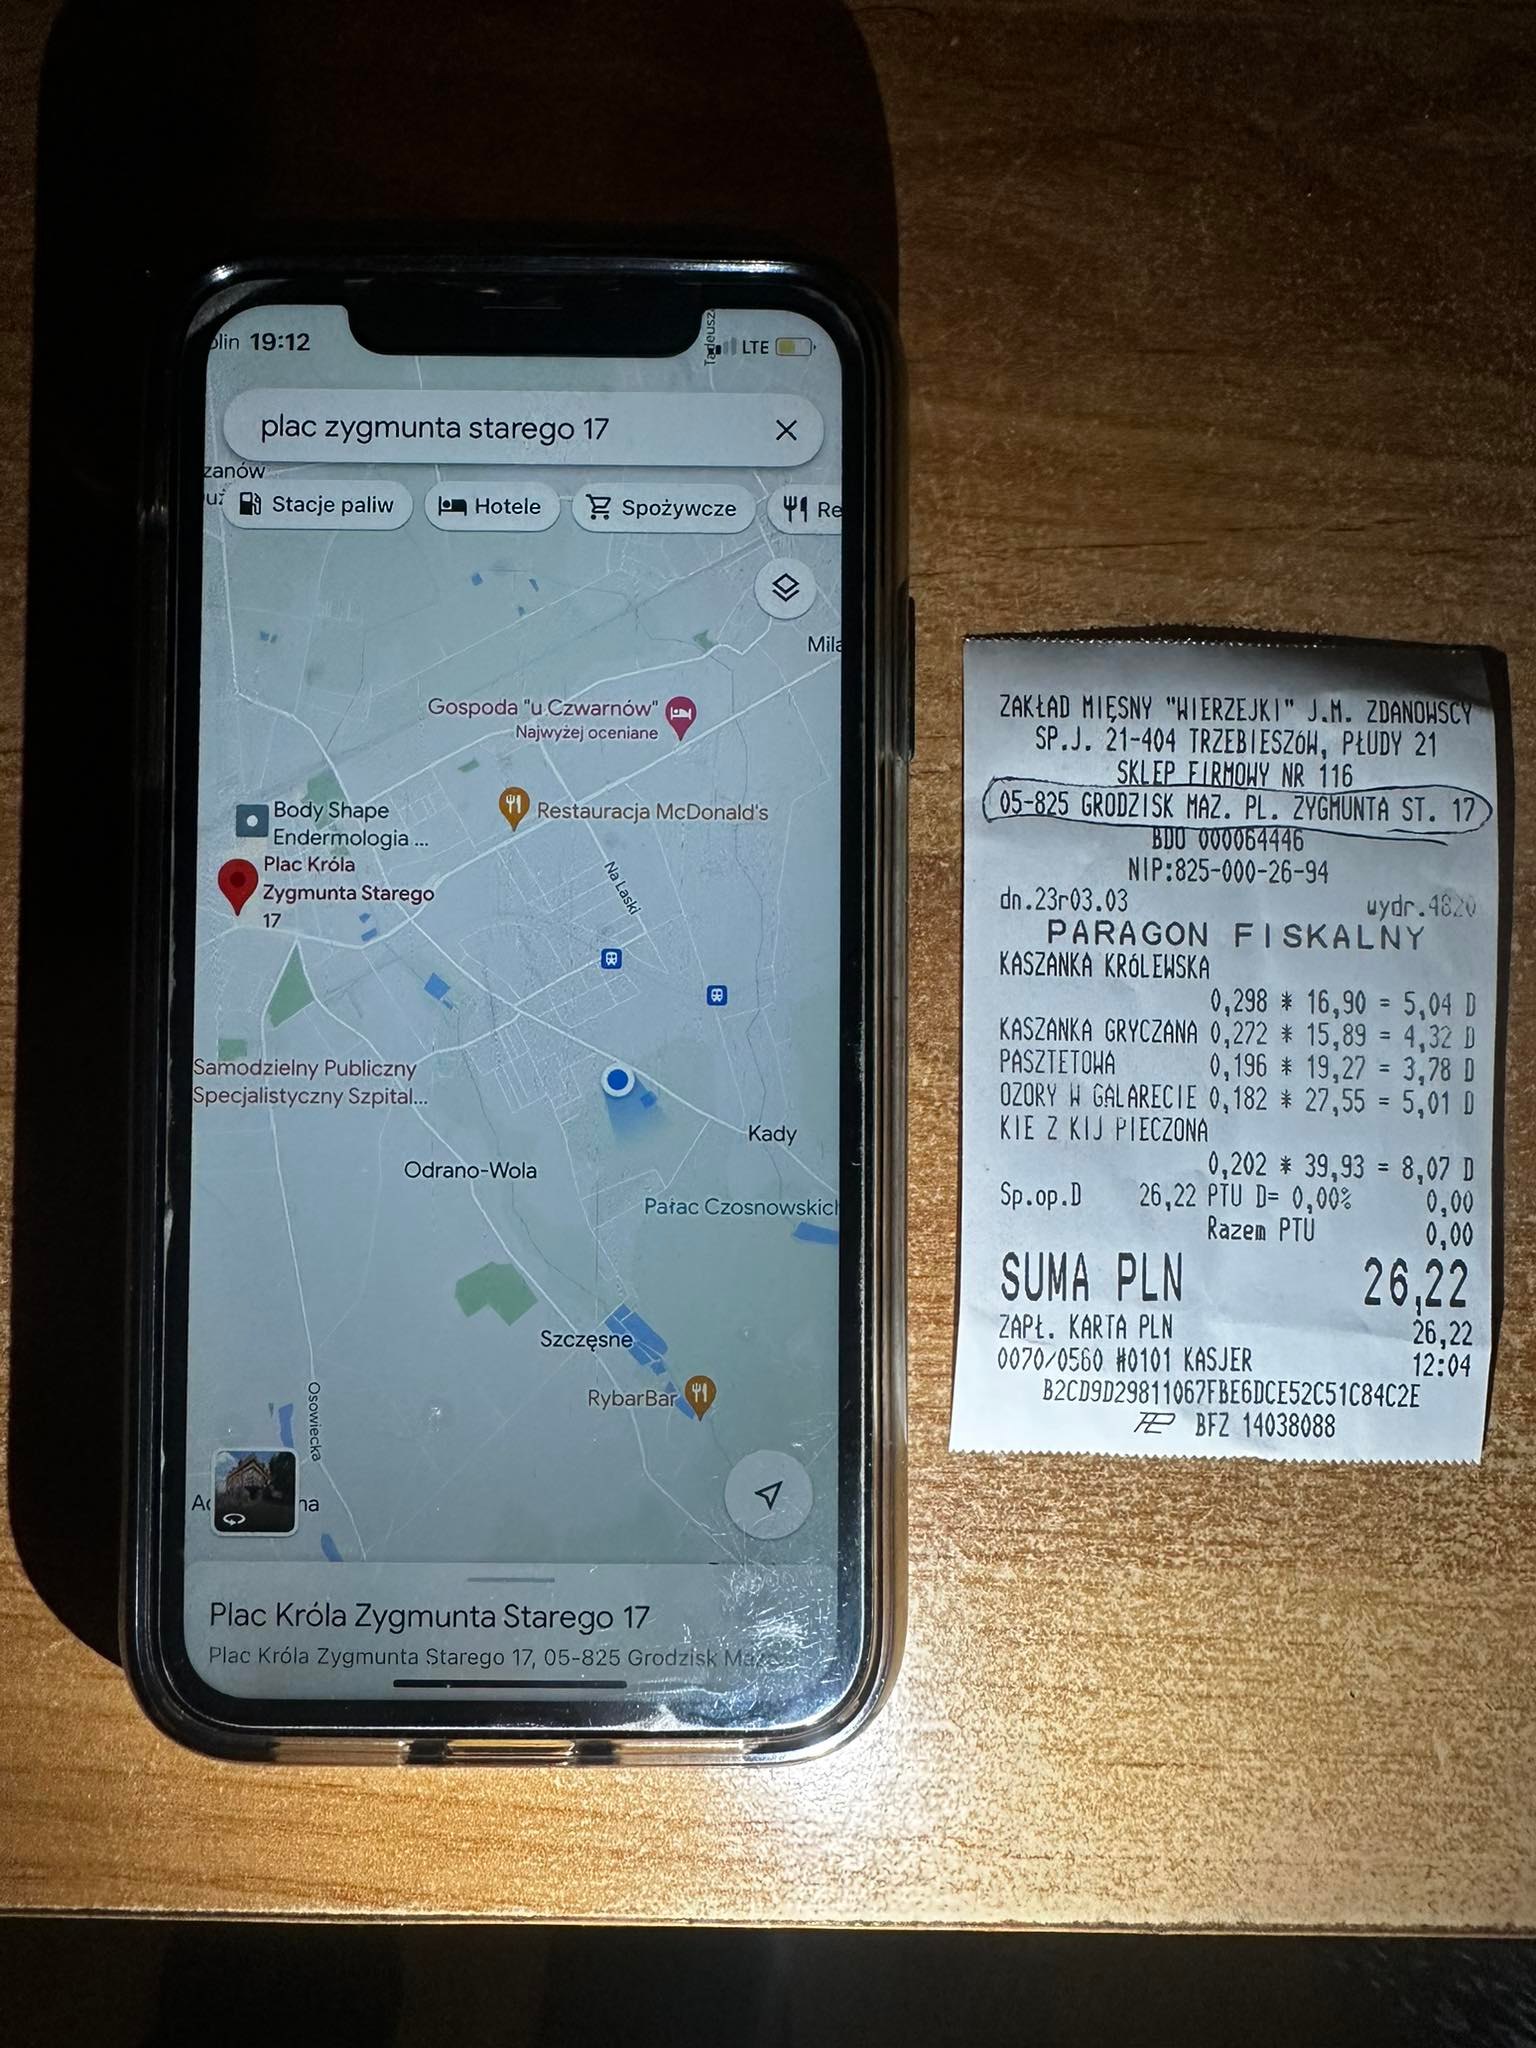 19:12
LTE
plac zygmunta starego 17
zanów
Stacje paliw
Hotele
Spożywcze
Re
Mila
Gospoda "u Czwarnów"
Najwyżej oceniane
Restauracja McDonald's
Body Shape
Endermologia ...
Plac Króla
Zygmunta Starego
17
Na Laski
Samodzielny Publiczny
Specjalistyczny Szpital...
Kady
Odrano-Wola
Pałac Czosnowskich
Szczęsne
RybarBar
Osowiecka
Plac Króla Zygmunta Starego 17
Plac Króla Zygmunta Starego 17, 05-825 Grodzisk
ZAKŁAD MIĘSNY "WIERZEJKI" J.M. ZDANOWSCY
SP.J. 21-404 TRZEBIESZÓW, PŁUDY 21
SKLEP FIRMOWY NR 116
05-825 GRODZISK MAZ. PL. ZYGMUNTA ST. 17
BDO 000064446
NIP:825-000-26-94
dn.23r03.03 wydr.4820
PARAGON FISKALNY
KASZANKA KRÓLEWSKA
0,298 * 16,90 = 5,04 D
KASZANKA GRYCZANA 0,272 * 15,89 = 4,32 D
PASZTETOWA 0,196 * 19,27 = 3,78 D
OZORY W GALARECIE 0,182 * 27,55 = 5,01 D
KIE Z KIJ PIECZONA
0,202 * 39,93 = 8,07 D
Sp.op.D 26,22 PTU D= 0,00% 0,00
Razem PTU 0,00
SUMA PLN 26,22
ZAPŁ. KARTA PLN 26,22
0070/0560 #0101 KASJER 12:04
B2CD9D29811067FBE6DCE52C51C84C2E
BFZ 14038088